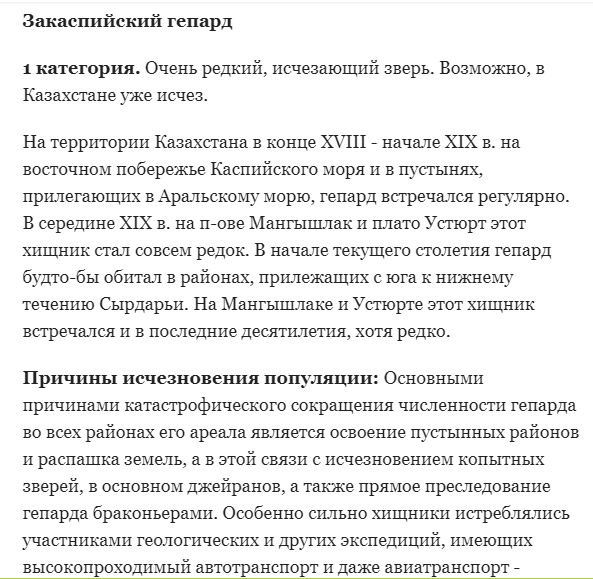 Закаспийский гепард
1 категория. Очень редкий, исчезающий зверь. Возможно, в
Казахстане уже исчез.
На территории Казахстана в конце XVIII - начале XIX в. на
восточном побережье Каспийского моря и в пустынях,
прилегающих в Аральскому морю, гепард встречался регулярно.
В середине XIX в. на п-ове Мангышлак и плато Устюрт этот
хищник стал совсем редок. В начале текущего столетия гепард
будто-бы обитал в районах, прилежащих с юга к нижнему
течению Сырдарьи. На Мангышлаке и Устюрте этот хищник
встречался и в последние десятилетия, хотя редко.
Причины исчезновения популяции: Основными
причинами катастрофического сокращения численности гепарда
во всех районах его ареала является освоение пустынных районов
и распашка земель, а в этой связи с исчезновением копытных
зверей, в основном джейранов, а также прямое преследование
гепарда браконьерами. Особенно сильно хищники истреблялись
участниками геологических и других экспедиций, имеющих
высокопроходимый автотранспорт и даже авиатранспорт -